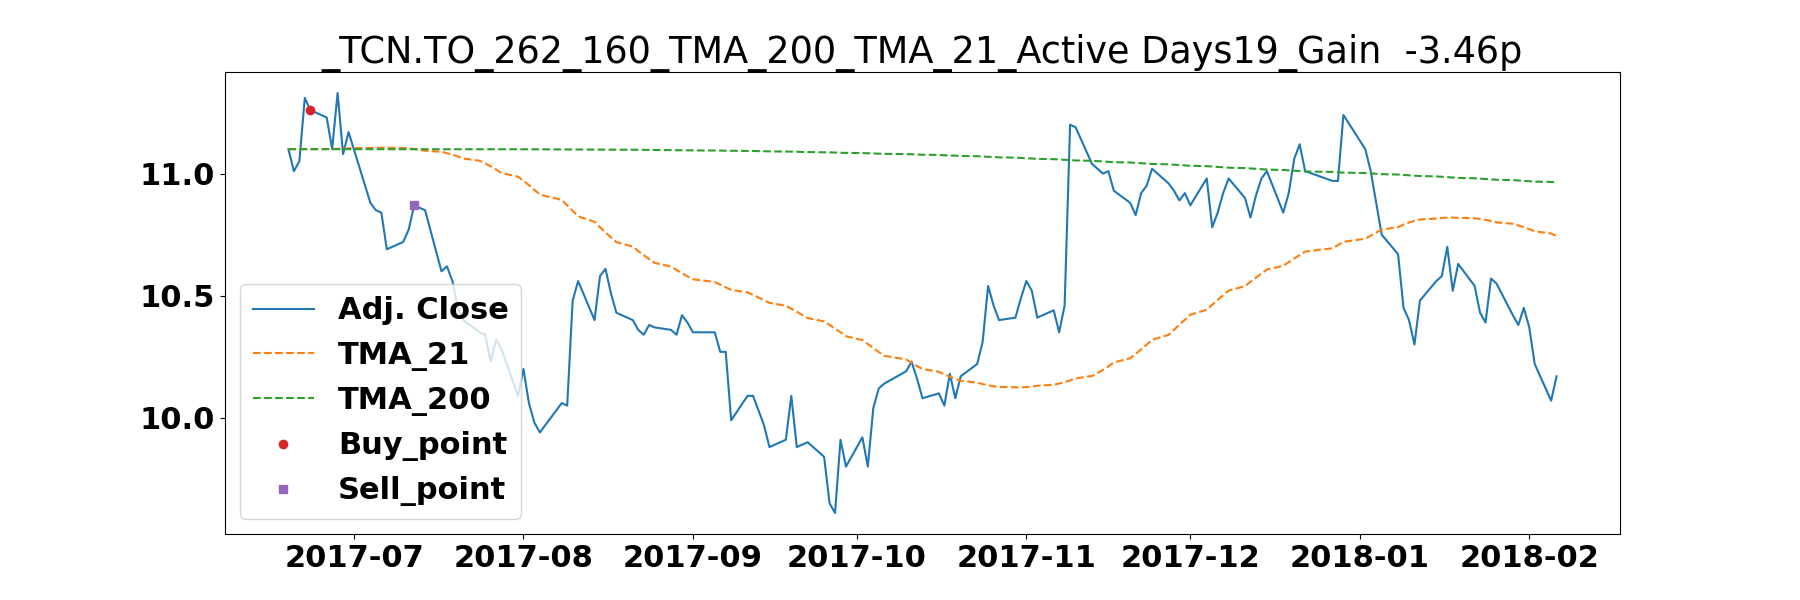 _TCN.TO_262_160_TMA_200_TMA_21_Active Days19_Gain  -3.46p
11.0
10.5
10.0
Adj. Close
TMA_21
TMA_200
Buy_point
Sell_point
2017-07 2017-08 2017-09 2017-10 2017-11 2017-12 2018-01 2018-02